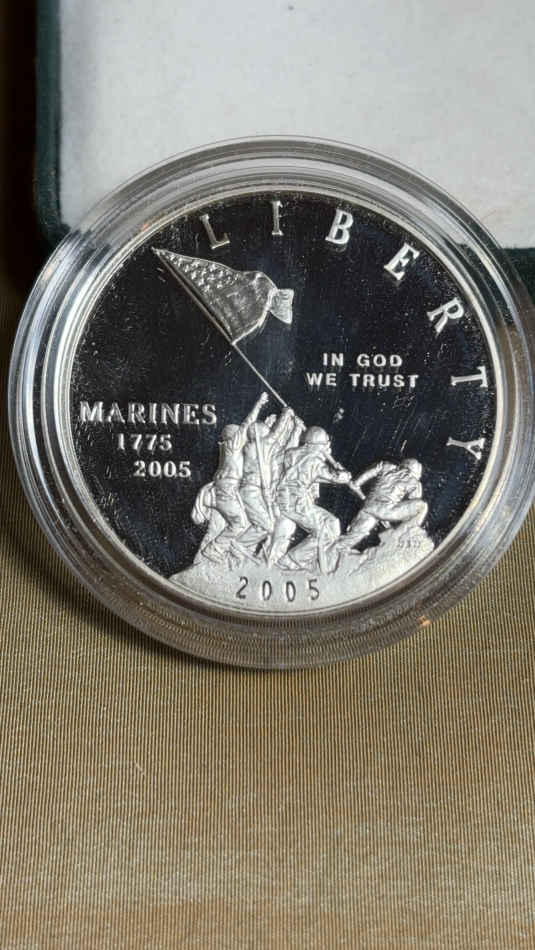 LIBERTY
IN GOD
WE TRUST
MARINES
1775
2005
2005